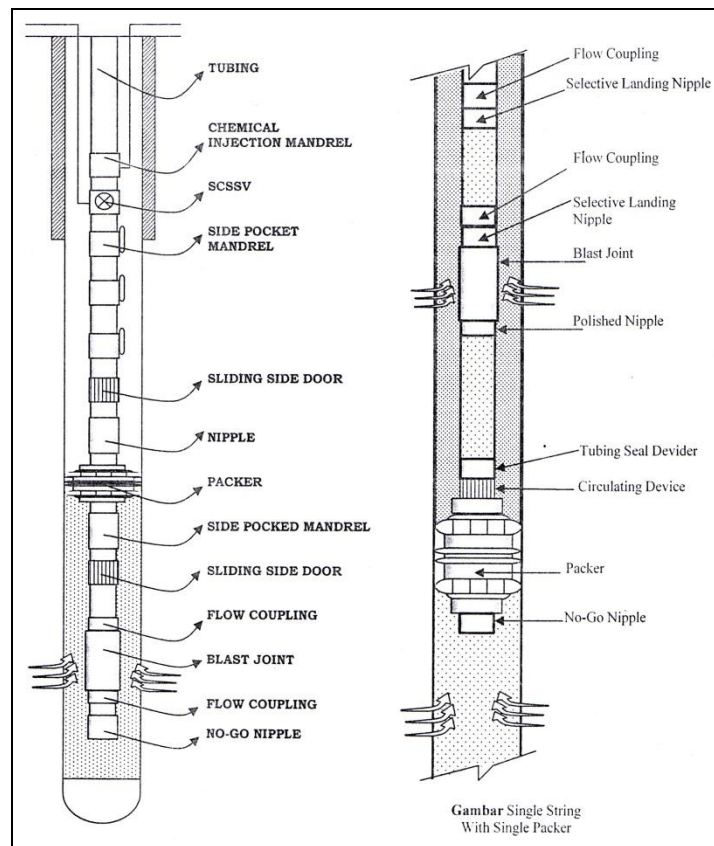 TUBING
CHEMICAL
INJECTION MANDREL
SCSSV
SIDE POCKET
MANDREL
SLIDING SIDE DOOR
NIPPLE
PACKER
SIDE POCKED MANDREL
SLIDING SIDE DOOR
FLOW COUPLING
BLAST JOINT
FLOW COUPLING
NO-GO NIPPLE
Flow Coupling
Selective Landing Nipple
Flow Coupling
Selective Landing
Nipple
Blast Joint
Polished Nipple
Tubing Seal Devider
Circulating Device
Packer
No-Go Nipple
Gambar Single String
With Single Packer